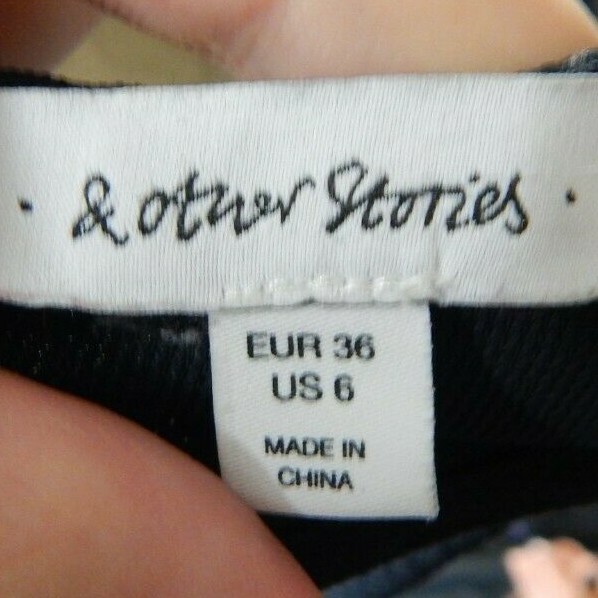 · & other Stories ·
EUR 36
US 6
MADE IN
CHINA